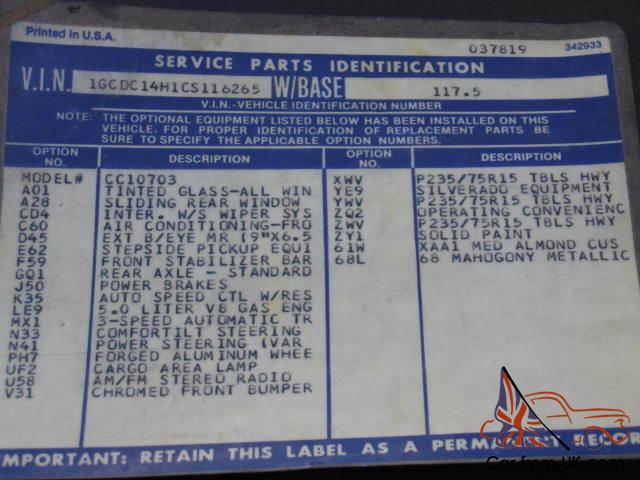 Printed in U.S.A.
037819 342933
SERVICE PARTS IDENTIFICATION
V.I.N. 1GCDC14H1CS116265 W/BASE 117.5
V.I.N.-VEHICLE IDENTIFICATION NUMBER
NOTE: THE OPTIONAL EQUIPMENT LISTED BELOW HAS BEEN INSTALLED ON THIS
VEHICLE. FOR PROPER IDENTIFICATION OF REPLACEMENT PARTS BE
SURE TO SPECIFY THE APPLICABLE OPTION NUMBERS.
OPTION NO. DESCRIPTION OPTION NO. DESCRIPTION
MODEL# CC10703 XWV P235/75R15 TBLS HWY
A01 TINTED GLASS-ALL WIN YE9 SILVERADO EQUIPMENT
A28 SLIDING REAR WINDOW YWV P235/75R15 TBLS HWY
CD4 INTER. W/S WIPER SYS ZQ2 OPERATING CONVENIENC
C60 AIR CONDITIONING-FRO ZWV P235/75R15 TBLS HWY
D45 EXT B/EYE MR (9"X6.5 ZY1 SOLID PAINT
E62 STEPSIDE PICKUP EQUI 61W XAA1 MED ALMOND CUS
F59 FRONT STABILIZER BAR 68L 68 MAHOGONY METALLIC
GQ1 REAR AXLE - STANDARD
J50 POWER BRAKES
K35 AUTO SPEED CTL W/RES
LE9 5.0 LITER V8 GAS ENG
MX1 3-SPEED AUTOMATIC TR
N33 COMFORTILT STEERING
N41 POWER STEERING (VAR
PH7 FORGED ALUMINUM WHEE
UF2 CARGO AREA LAMP
U58 AM/FM STEREO RADIO
V31 CHROMED FRONT BUMPER
IMPORTANT: RETAIN THIS LABEL AS A PERMANENT RECOR
Car-from-UK.com